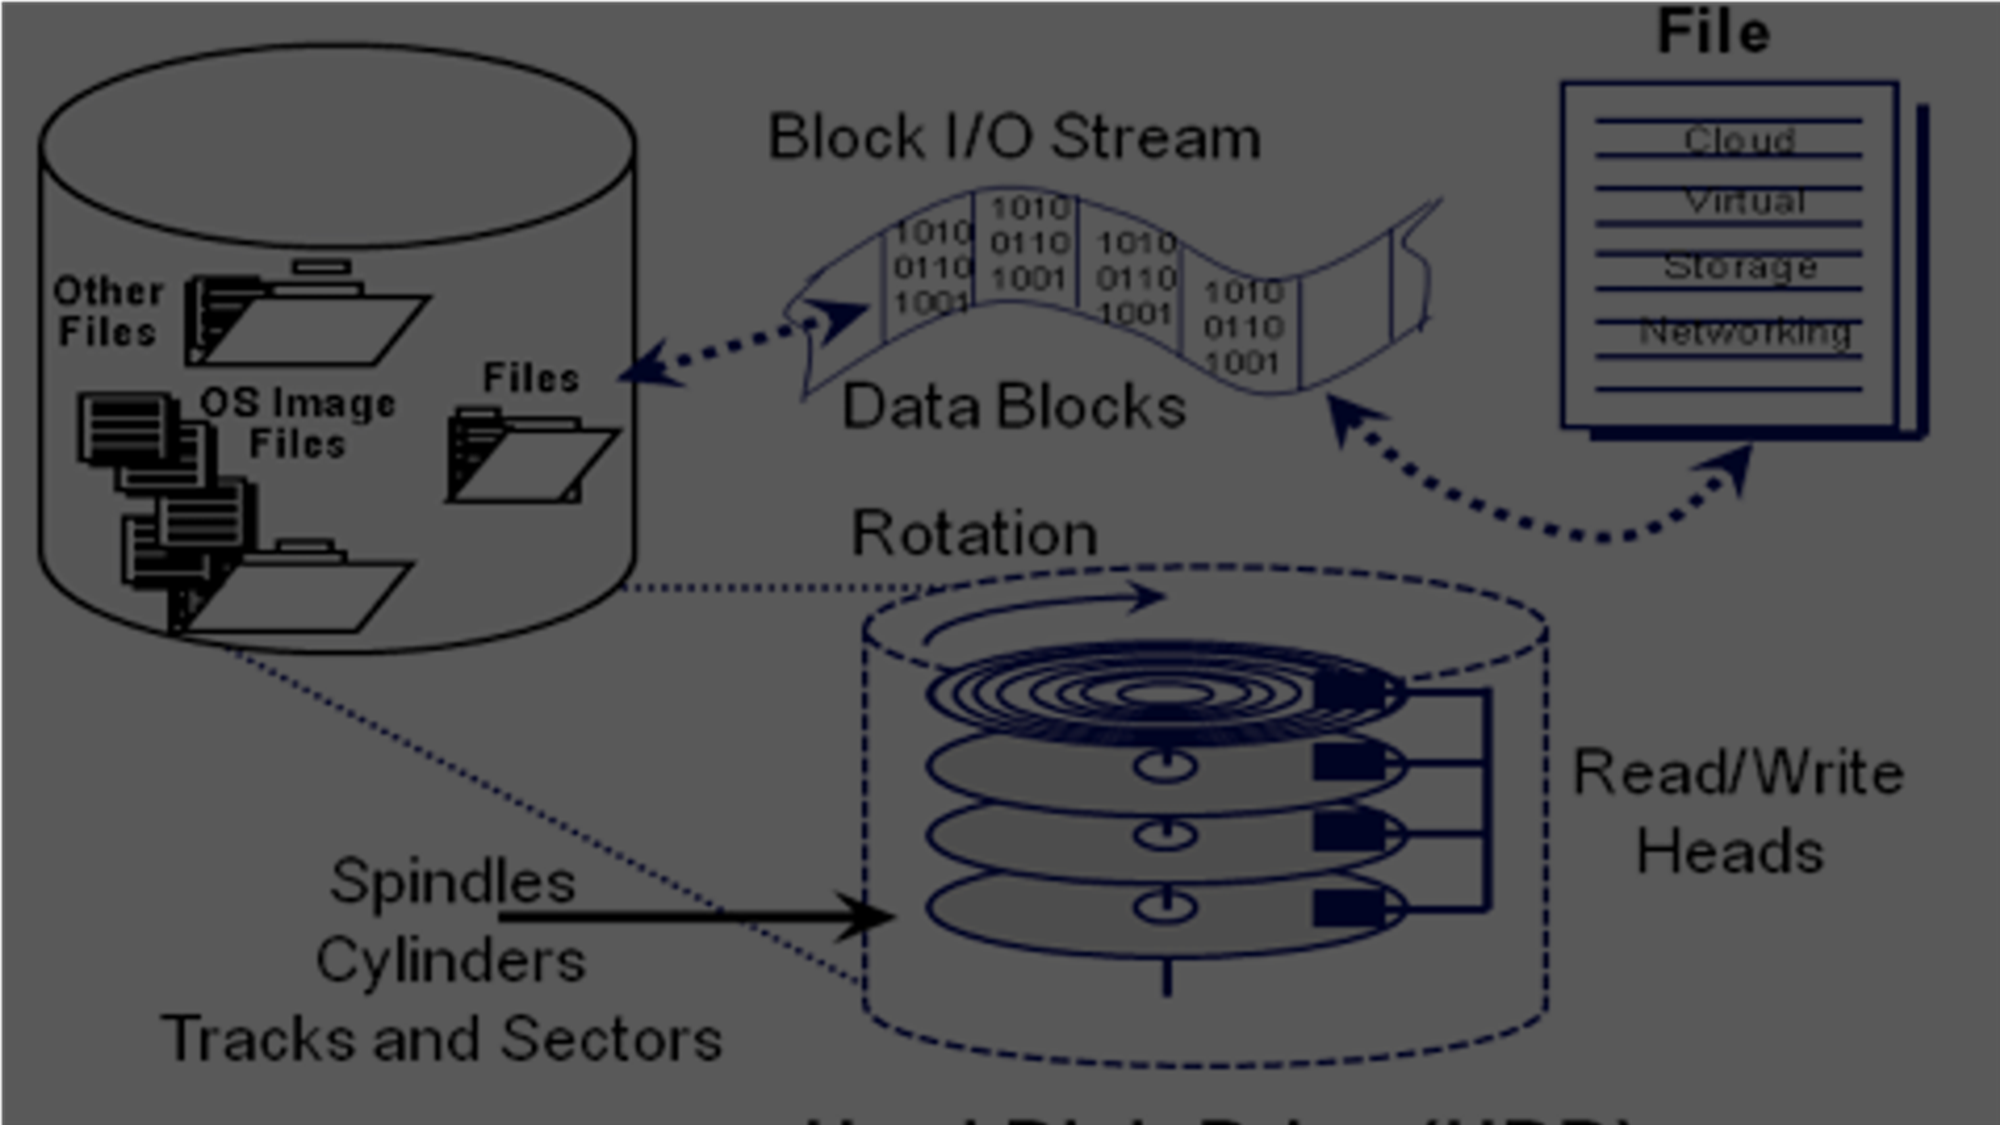 File
Block I/O Stream
Cloud
Virtual
Storage
Networking
1010
0110
1001
1010
0110
1001
1010
0110
1001
1010
0110
1001
Data Blocks
Other
Files
Files
OS Image
Files
Rotation
Read/Write
Heads
Spindles
Cylinders
Tracks and Sectors